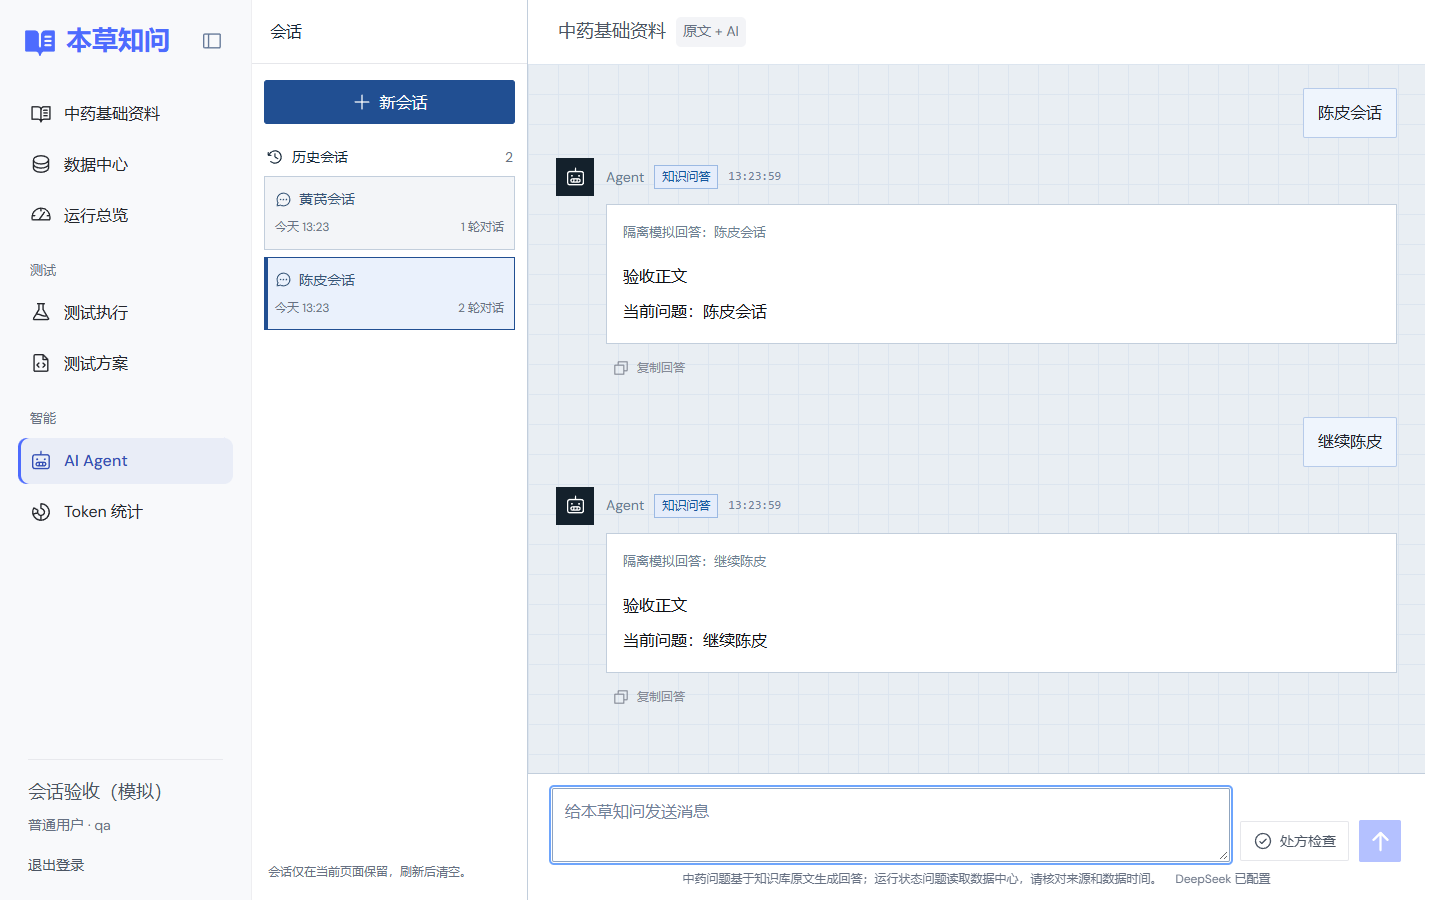 本草知问
中药基础资料
数据中心
运行总览
测试
测试执行
测试方案
智能
AI Agent
Token 统计
会话验收（模拟）
普通用户 · qa
退出登录
会话
新会话
历史会话 2
黄芪会话
今天 13:23 1 轮对话
陈皮会话
今天 13:23 2 轮对话
会话仅在当前页面保留，刷新后清空。
中药基础资料 原文 + AI
陈皮会话
Agent 知识问答 13:23:59
隔离模拟回答：陈皮会话
验收正文
当前问题：陈皮会话
复制回答
继续陈皮
Agent 知识问答 13:23:59
隔离模拟回答：继续陈皮
验收正文
当前问题：继续陈皮
复制回答
给本草知问发送消息
处方检查
中药问题基于知识库原文生成回答；运行状态问题读取数据中心，请核对来源和数据时间。 DeepSeek 已配置